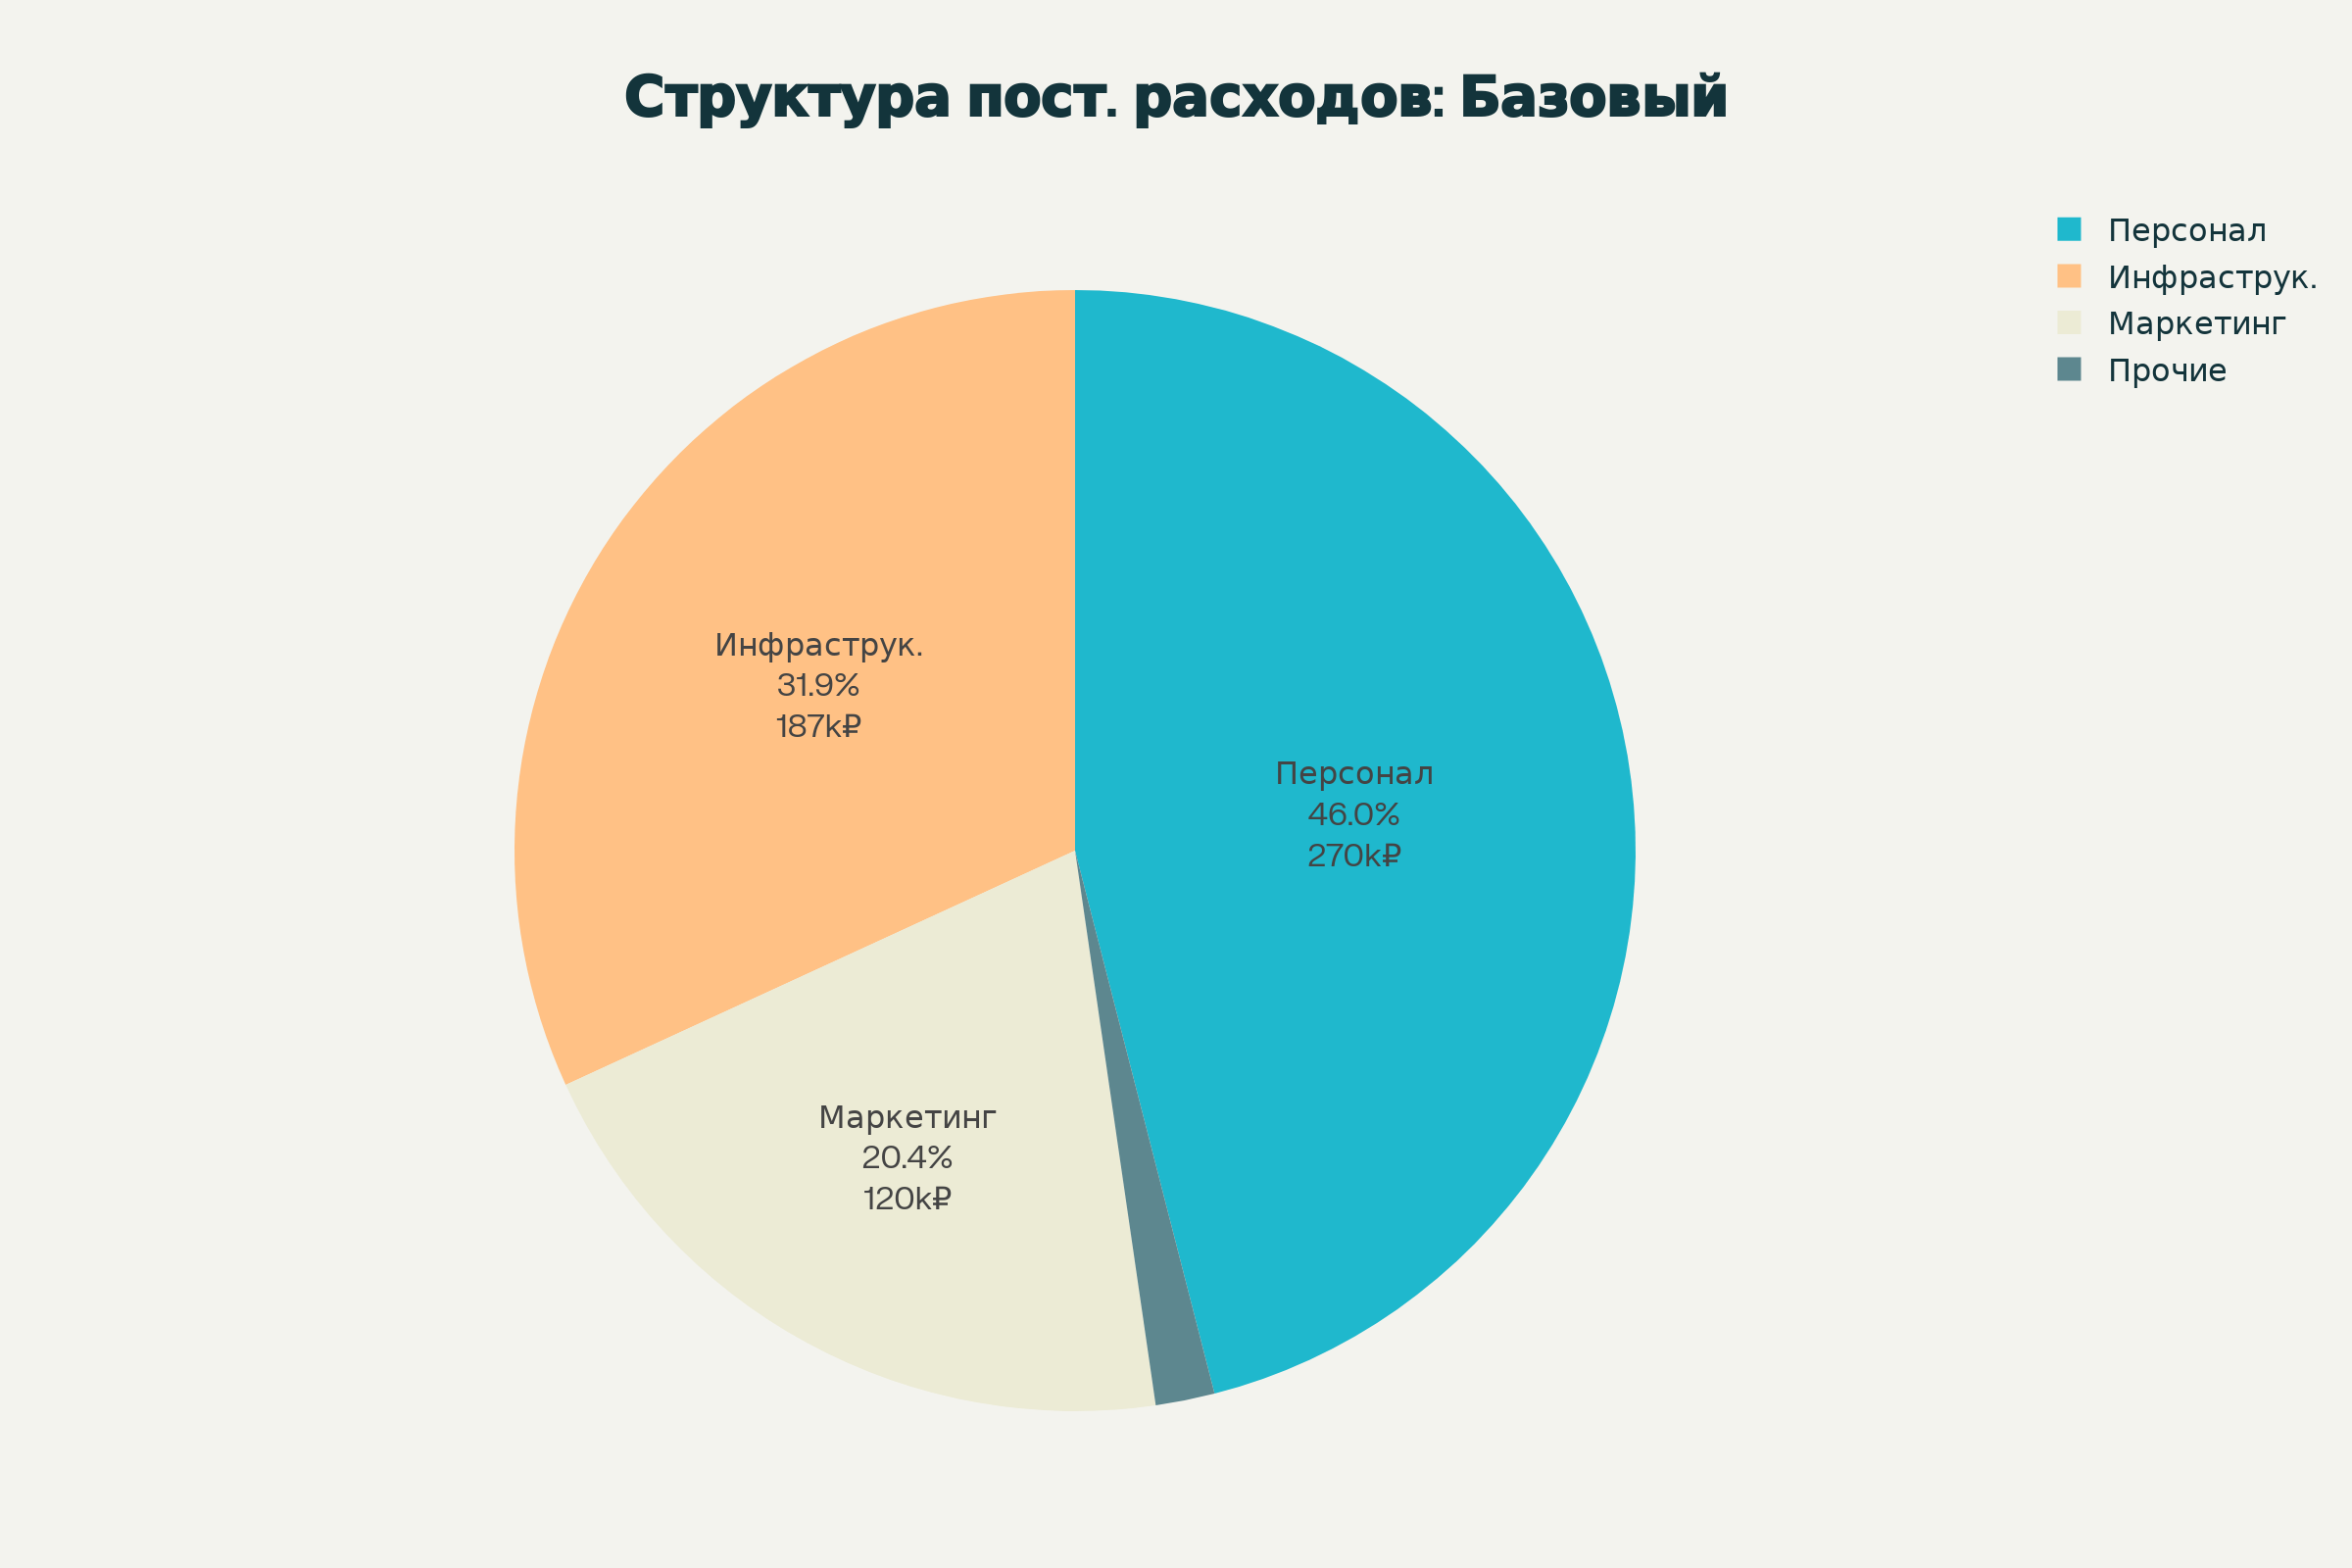 Структура пост. расходов: Базовый
Персонал
Инфраструк.
Маркетинг
Прочие
Инфраструк.
31.9%
187k₽
Персонал
46.0%
270k₽
Маркетинг
20.4%
120k₽